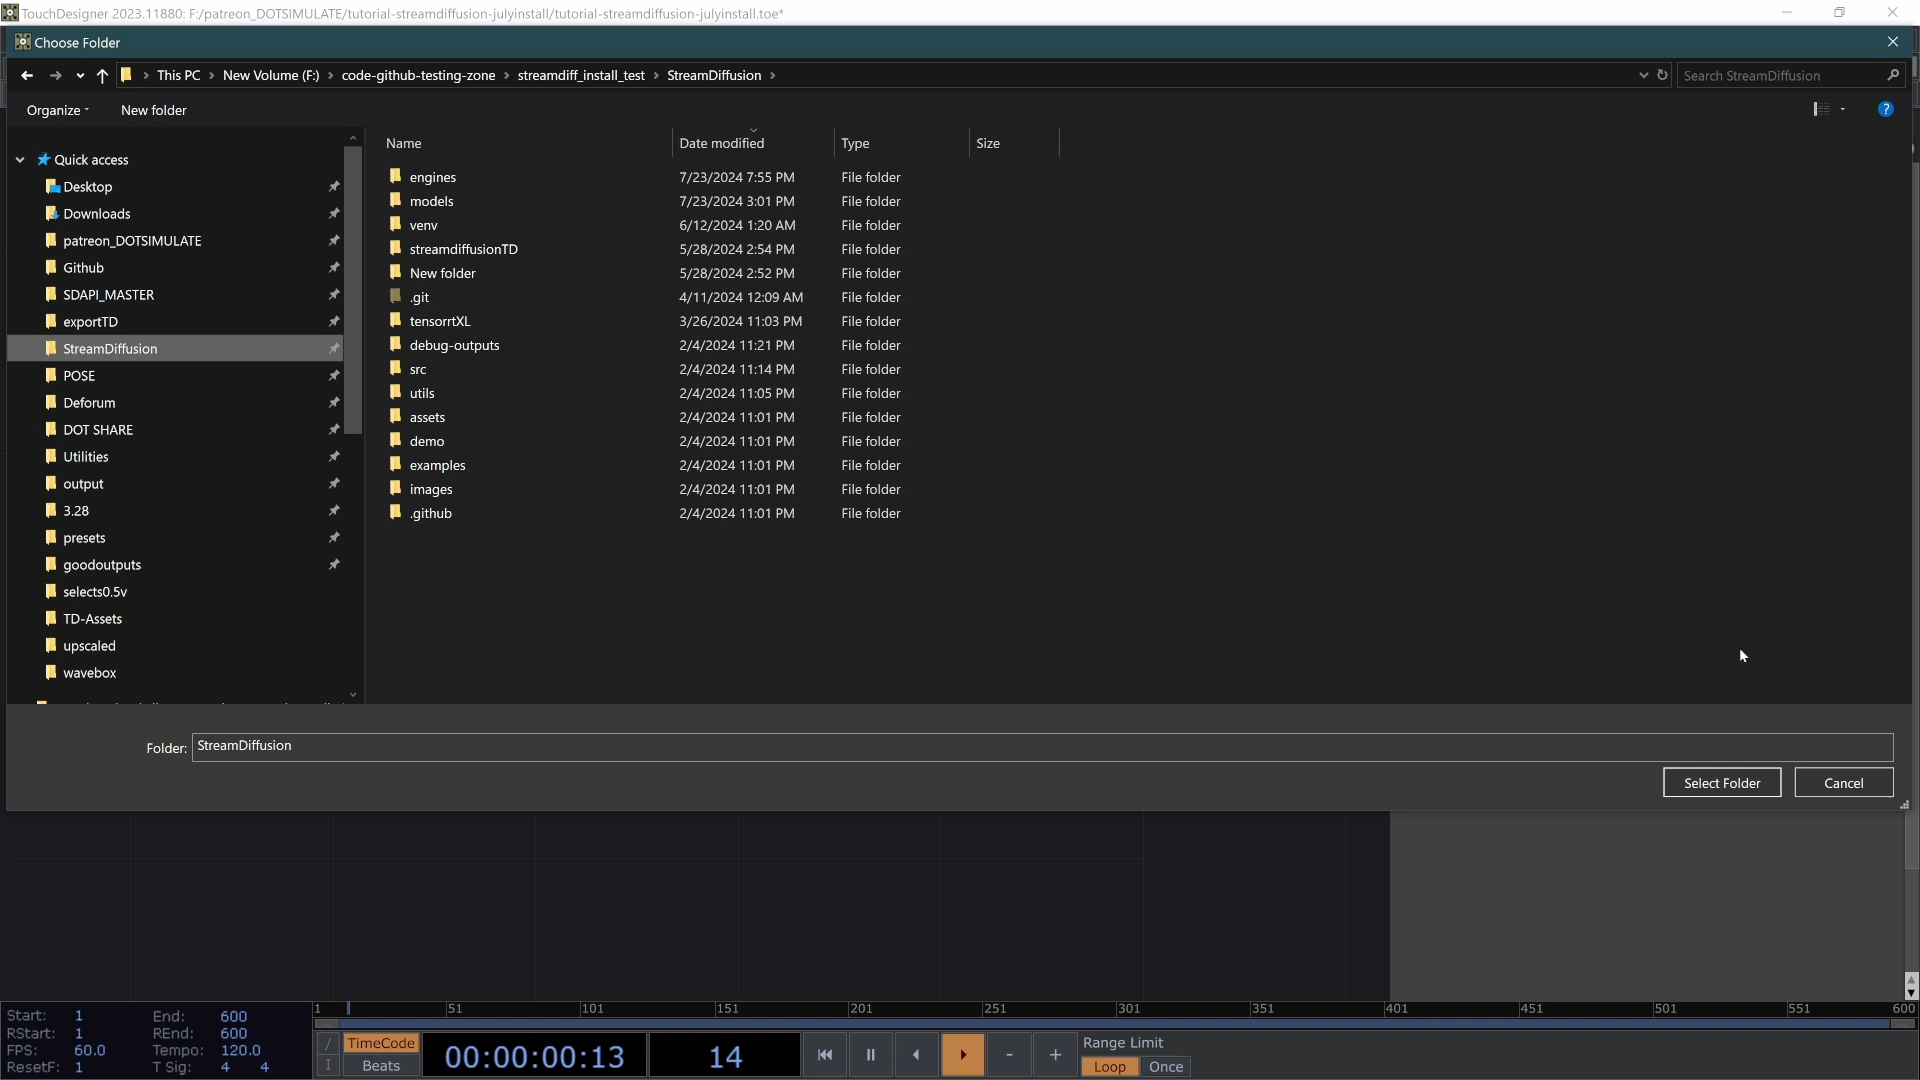 TouchDesigner 2023.11880: F:/patreon_DOTSIMULATE/tutorial-streamdiffusion-julyinstall/tutorial-streamdiffusion-julyinstall.toe*
Choose Folder
This PC > New Volume (F:) > code-github-testing-zone > streamdiff_install_test > StreamDiffusion >
Search StreamDiffusion
Organize
New folder
Quick access
Desktop
Downloads
patreon_DOTSIMULATE
Github
SDAPI_MASTER
exportTD
StreamDiffusion
POSE
Deforum
DOT SHARE
Utilities
output
3.28
presets
goodoutputs
selects0.5v
TD-Assets
upscaled
wavebox
Name Date modified Type Size
engines 7/23/2024 7:55 PM File folder
models 7/23/2024 3:01 PM File folder
venv 6/12/2024 1:20 AM File folder
streamdiffusionTD 5/28/2024 2:54 PM File folder
New folder 5/28/2024 2:52 PM File folder
.git 4/11/2024 12:09 AM File folder
tensorrtXL 3/26/2024 11:03 PM File folder
debug-outputs 2/4/2024 11:21 PM File folder
src 2/4/2024 11:14 PM File folder
utils 2/4/2024 11:05 PM File folder
assets 2/4/2024 11:01 PM File folder
demo 2/4/2024 11:01 PM File folder
examples 2/4/2024 11:01 PM File folder
images 2/4/2024 11:01 PM File folder
.github 2/4/2024 11:01 PM File folder
Folder: StreamDiffusion
Select Folder
Cancel
1 51 101 151 201 251 301 351 401 451 501 551 600
Start: 1 End: 600
RStart: 1 REnd: 600
FPS: 60.0 Tempo: 120.0
ResetF: 1 T Sig: 4 4
/ TimeCode
I Beats
00:00:00:13
14
- +
Range Limit
Loop Once